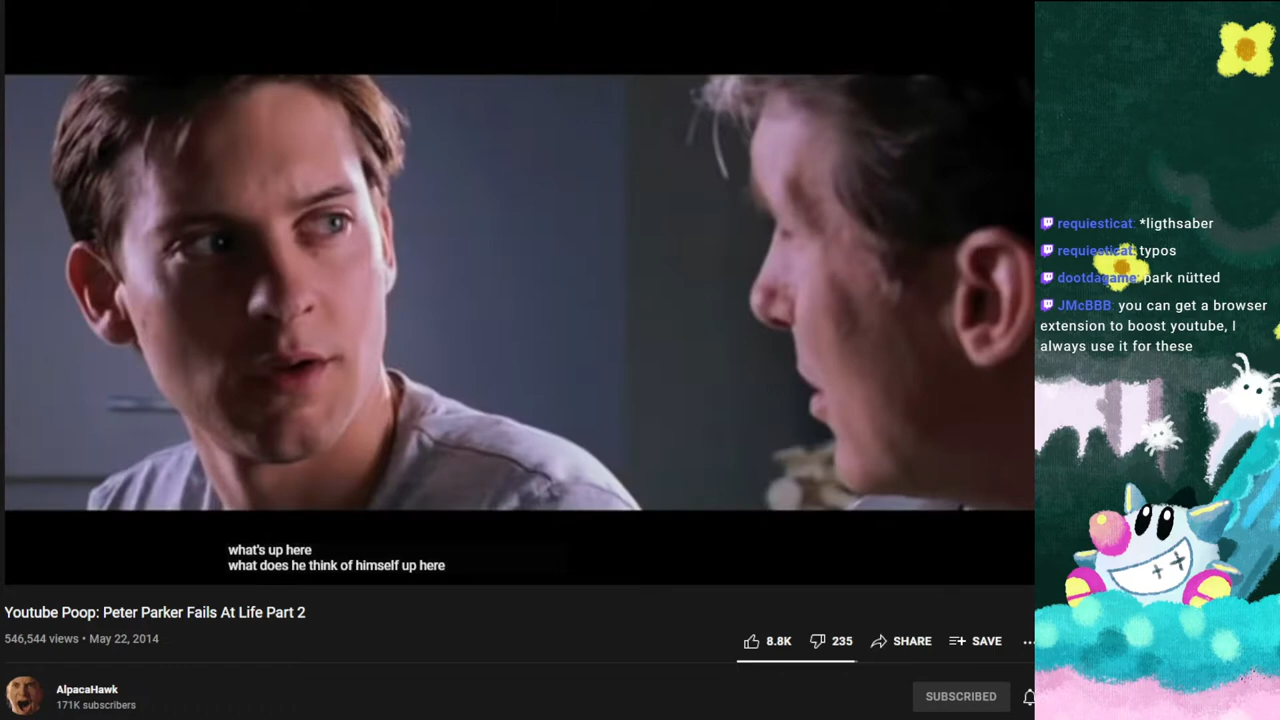 requiesticat: *ligthsaber
requiesticat: typos
dootdagame: park nütted
JMcBBB: you can get a browser
extension to boost youtube, I
always use it for these
what's up here
what does he think of himself up here
Youtube Poop: Peter Parker Fails At Life Part 2
546,544 views • May 22, 2014
8.8K
235
SHARE
SAVE
AlpacaHawk
171K subscribers
SUBSCRIBED